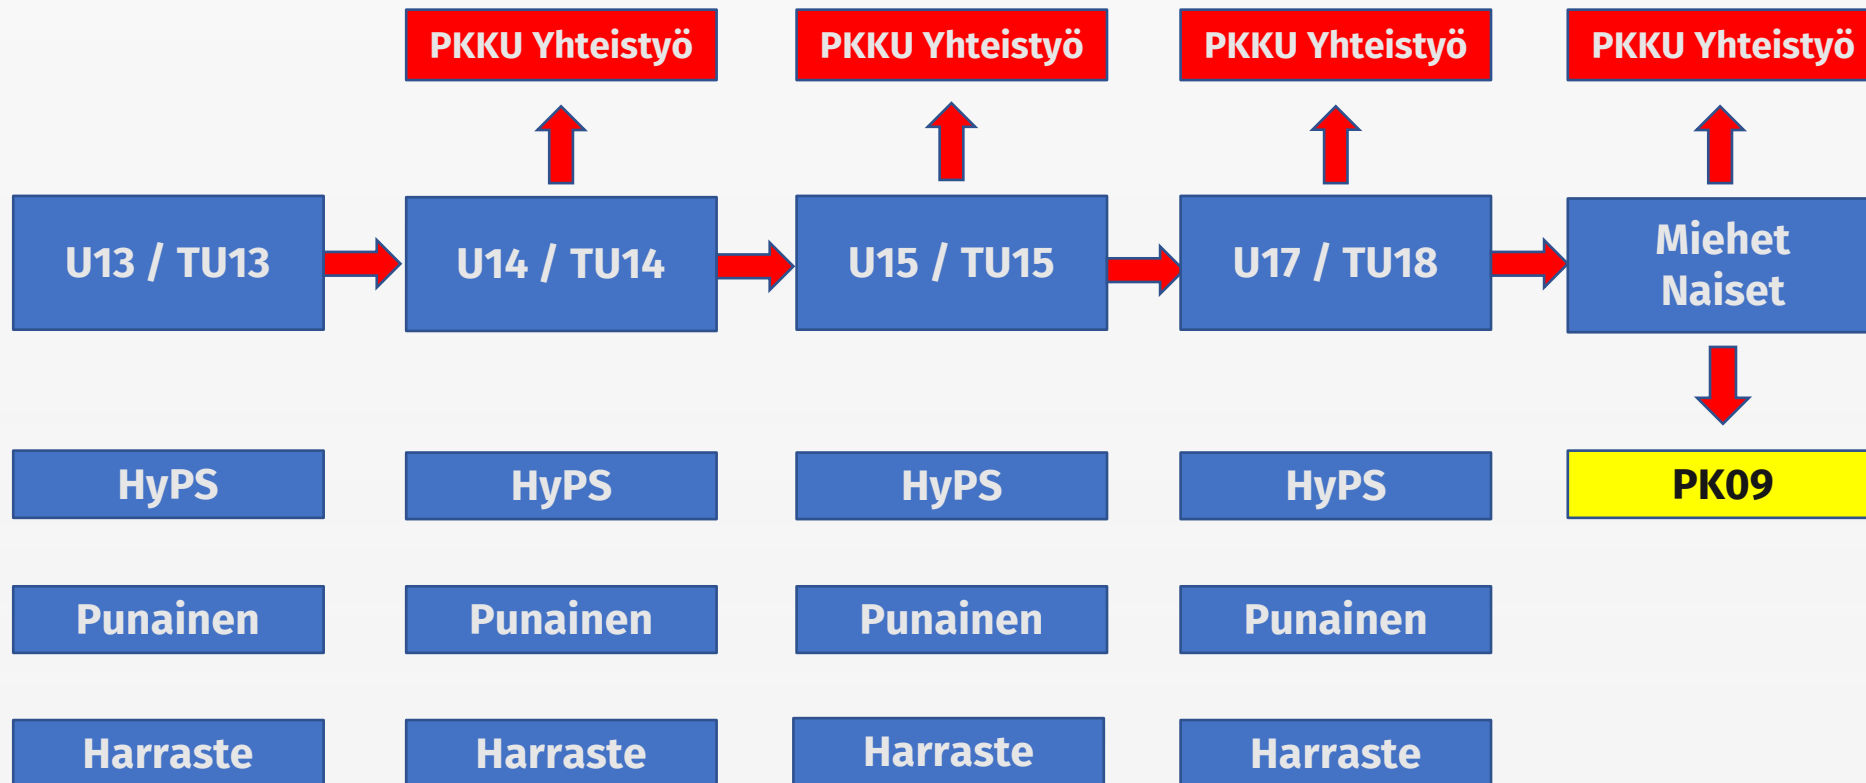 PKKU Yhteistyö
PKKU Yhteistyö
PKKU Yhteistyö
PKKU Yhteistyö
U13 / TU13
U14 / TU14
U15 / TU15
U17 / TU18
Miehet
Naiset
HyPS
HyPS
HyPS
HyPS
PK09
Punainen
Punainen
Punainen
Punainen
Harraste
Harraste
Harraste
Harraste